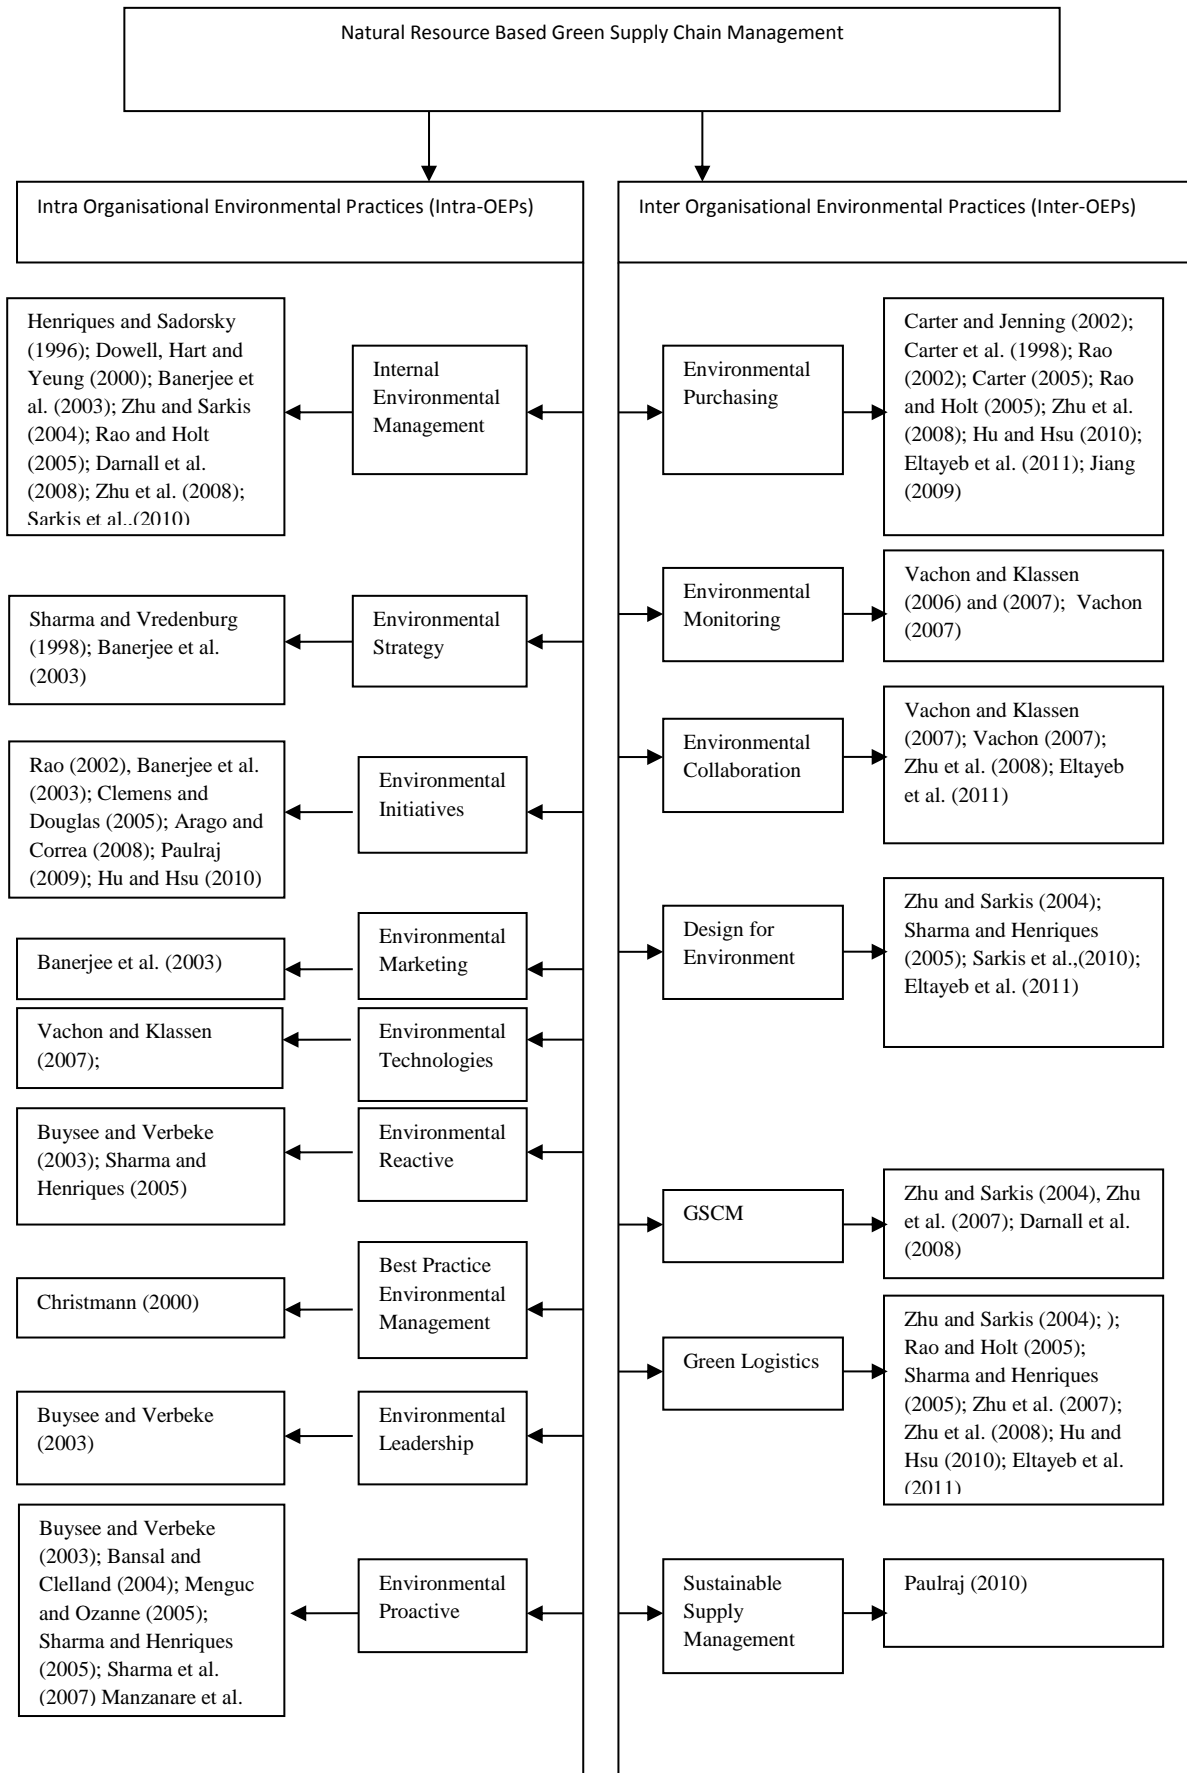 Natural Resource Based Green Supply Chain Management
Intra Organisational Environmental Practices (Intra-OEPs)
Henriques and Sadorsky
(1996); Dowell, Hart and
Yeung (2000); Banerjee et
al. (2003); Zhu and Sarkis
(2004); Rao and Holt
(2005); Darnall et al.
(2008); Zhu et al. (2008);
Sarkis et al.,(2010)
Internal
Environmental
Management
Sharma and Vredenburg
(1998); Banerjee et al.
(2003)
Environmental
Strategy
Rao (2002), Banerjee et al.
(2003); Clemens and
Douglas (2005); Arago and
Correa (2008); Paulraj
(2009); Hu and Hsu (2010)
Environmental
Initiatives
Banerjee et al. (2003)
Environmental
Marketing
Vachon and Klassen
(2007);
Environmental
Technologies
Buysee and Verbeke
(2003); Sharma and
Henriques (2005)
Environmental
Reactive
Christmann (2000)
Best Practice
Environmental
Management
Buysee and Verbeke
(2003)
Environmental
Leadership
Buysee and Verbeke
(2003); Bansal and
Clelland (2004); Menguc
and Ozanne (2005);
Sharma and Henriques
(2005); Sharma et al.
(2007) Manzanare et al.
Environmental
Proactive
Inter Organisational Environmental Practices (Inter-OEPs)
Environmental
Purchasing
Carter and Jenning (2002);
Carter et al. (1998); Rao
(2002); Carter (2005); Rao
and Holt (2005); Zhu et al.
(2008); Hu and Hsu (2010);
Eltayeb et al. (2011); Jiang
(2009)
Environmental
Monitoring
Vachon and Klassen
(2006) and (2007); Vachon
(2007)
Environmental
Collaboration
Vachon and Klassen
(2007); Vachon (2007);
Zhu et al. (2008); Eltayeb
et al. (2011)
Design for
Environment
Zhu and Sarkis (2004);
Sharma and Henriques
(2005); Sarkis et al.,(2010);
Eltayeb et al. (2011)
GSCM
Zhu and Sarkis (2004), Zhu
et al. (2007); Darnall et al.
(2008)
Green Logistics
Zhu and Sarkis (2004); );
Rao and Holt (2005);
Sharma and Henriques
(2005); Zhu et al. (2007);
Zhu et al. (2008); Hu and
Hsu (2010); Eltayeb et al.
(2011)
Sustainable
Supply
Management
Paulraj (2010)